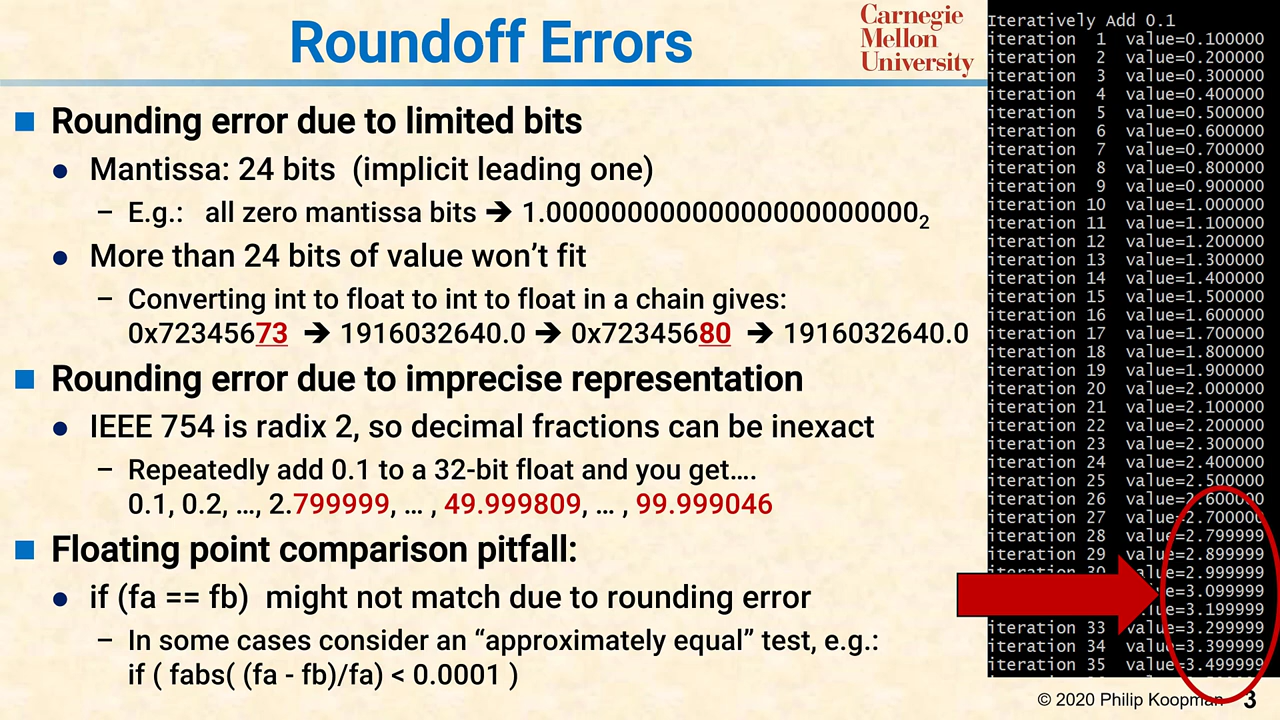 Roundoff Errors
Carnegie
Mellon
University
Rounding error due to limited bits
Mantissa: 24 bits (implicit leading one)
– E.g.: all zero mantissa bits ➔ 1.00000000000000000000000₂
More than 24 bits of value won’t fit
– Converting int to float to int to float in a chain gives:
0x72345673 ➔ 1916032640.0 ➔ 0x72345680 ➔ 1916032640.0
Rounding error due to imprecise representation
IEEE 754 is radix 2, so decimal fractions can be inexact
– Repeatedly add 0.1 to a 32-bit float and you get….
0.1, 0.2, …, 2.799999, … , 49.999809, … , 99.999046
Floating point comparison pitfall:
if (fa == fb) might not match due to rounding error
– In some cases consider an “approximately equal” test, e.g.:
if ( fabs( (fa - fb)/fa) < 0.0001 )
Iteratively Add 0.1
iteration 1 value=0.100000
iteration 2 value=0.200000
iteration 3 value=0.300000
iteration 4 value=0.400000
iteration 5 value=0.500000
iteration 6 value=0.600000
iteration 7 value=0.700000
iteration 8 value=0.800000
iteration 9 value=0.900000
iteration 10 value=1.000000
iteration 11 value=1.100000
iteration 12 value=1.200000
iteration 13 value=1.300000
iteration 14 value=1.400000
iteration 15 value=1.500000
iteration 16 value=1.600000
iteration 17 value=1.700000
iteration 18 value=1.800000
iteration 19 value=1.900000
iteration 20 value=2.000000
iteration 21 value=2.100000
iteration 22 value=2.200000
iteration 23 value=2.300000
iteration 24 value=2.400000
iteration 25 value=2.500000
iteration 26 value=2.600000
iteration 27 value=2.700000
iteration 28 value=2.799999
iteration 29 value=2.899999
iteration 30 lue=2.999999
ue=3.099999
lue=3.199999
iteration 33 value=3.299999
iteration 34 value=3.399999
iteration 35 value=3.499999
© 2020 Philip Koopman 3